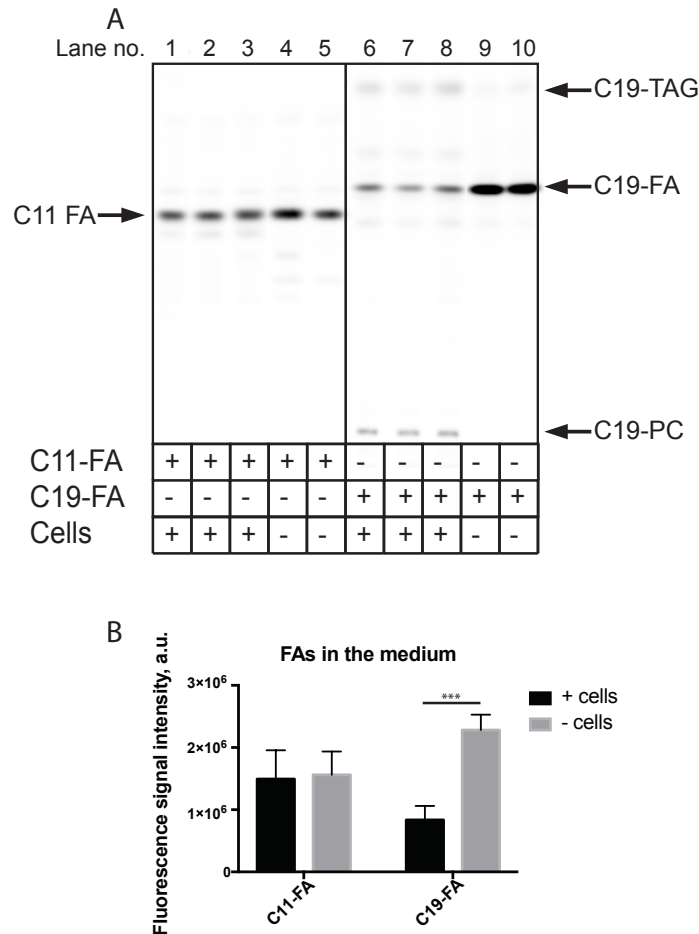 A
Lane no. 1 2 3 4 5 6 7 8 9 10
C19-TAG
C19-FA
C11 FA
C19-PC
C11-FA + + + + + - - - - -
C19-FA - - - - - + + + + +
Cells + + + - - + + + - -
B
FAs in the medium
Fluorescence signal intensity, a.u.
3×10⁶
2×10⁶
1×10⁶
0
***
+ cells
- cells
C11-FA
C19-FA